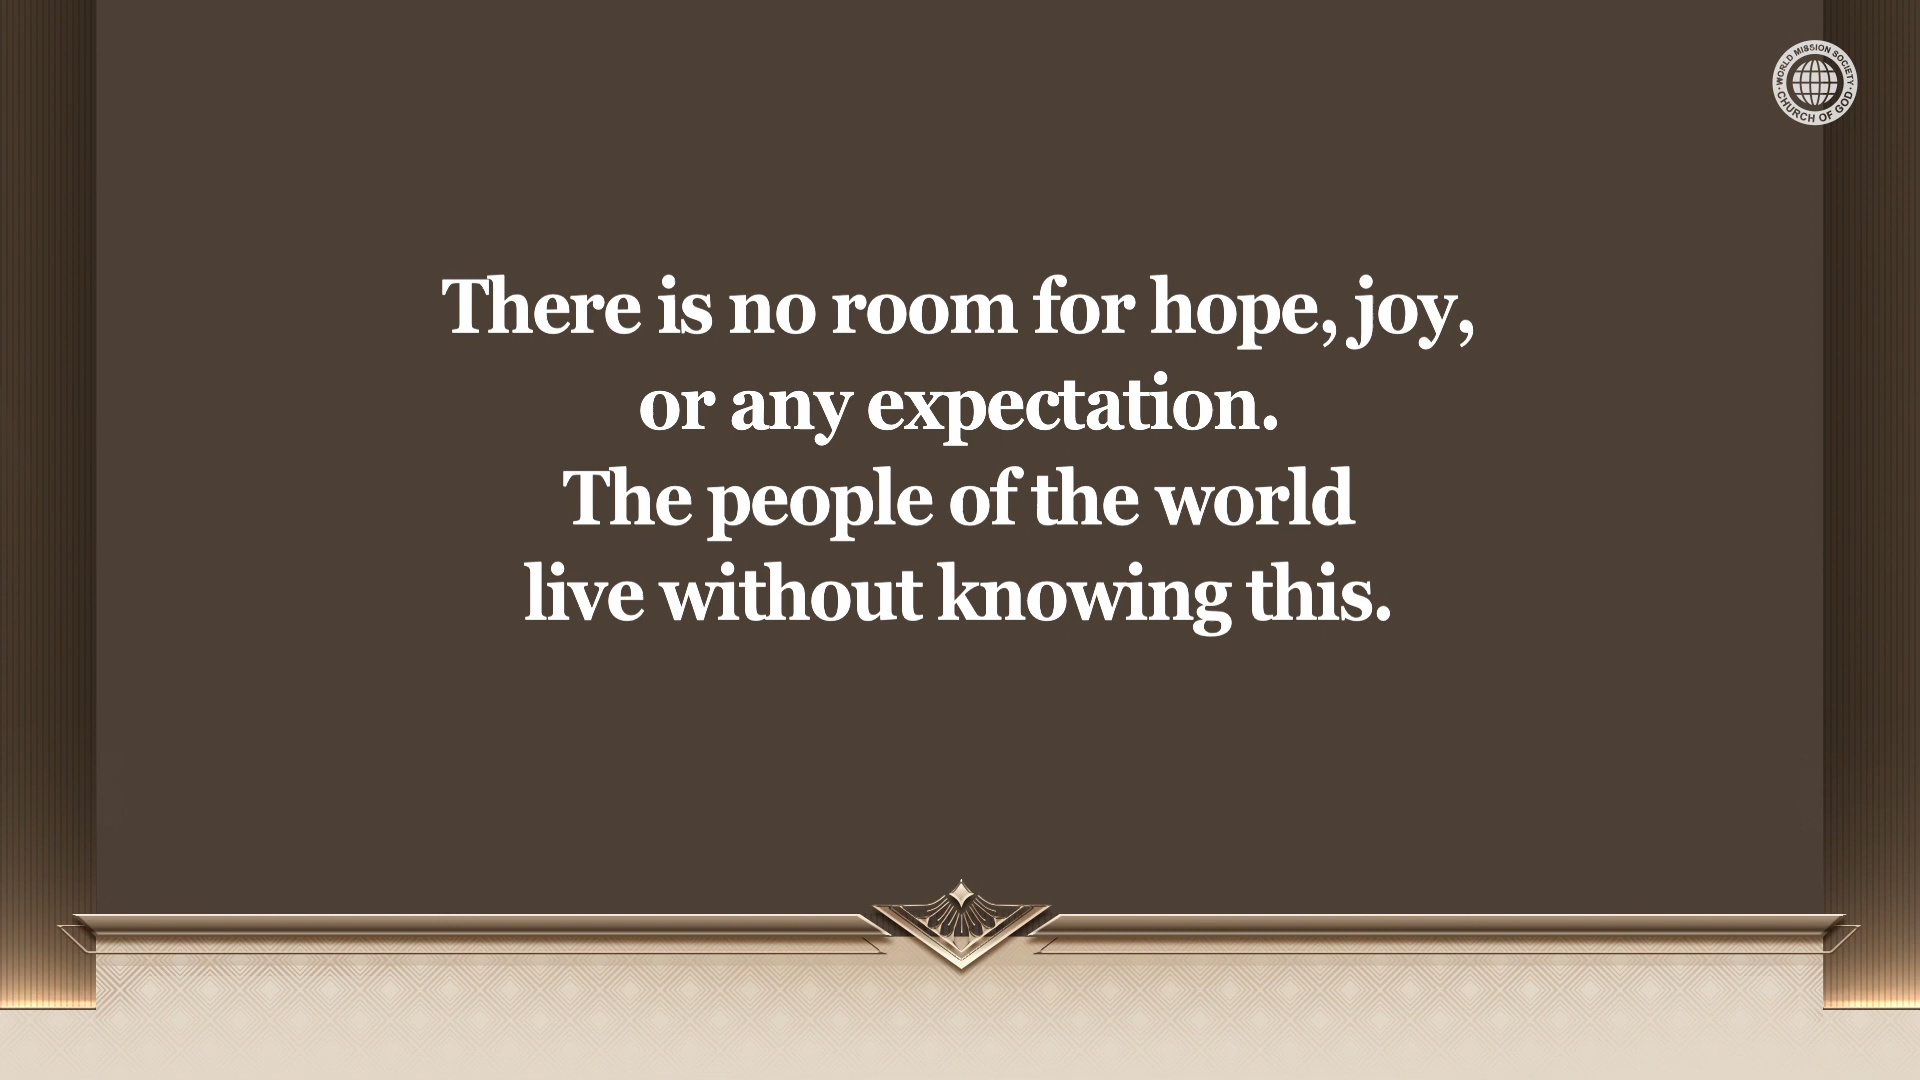 WORLD MISSION SOCIETY
CHURCH OF GOD
There is no room for hope, joy,
or any expectation.
The people of the world
live without knowing this.